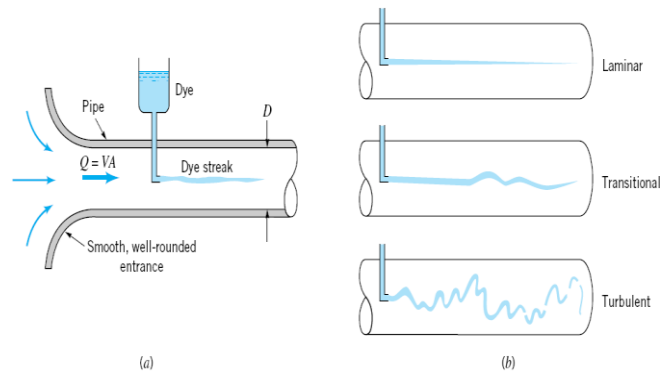 Dye
Pipe
D
Q = VA
Dye streak
Smooth, well-rounded
entrance
(a)
Laminar
Transitional
Turbulent
(b)